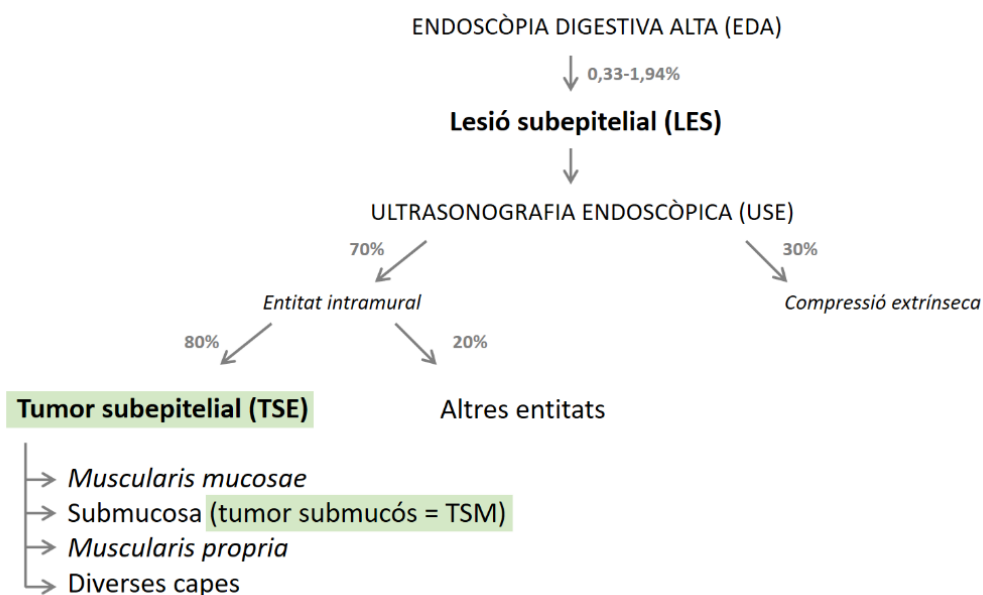 ENDOSCÒPIA DIGESTIVA ALTA (EDA)
0,33-1,94%
Lesió subepitelial (LES)
ULTRASONOGRAFIA ENDOSCÒPICA (USE)
70%
30%
Entitat intramural
Compressió extrínseca
80%
20%
Tumor subepitelial (TSE)
Altres entitats
Muscularis mucosae
Submucosa (tumor submucós = TSM)
Muscularis propria
Diverses capes